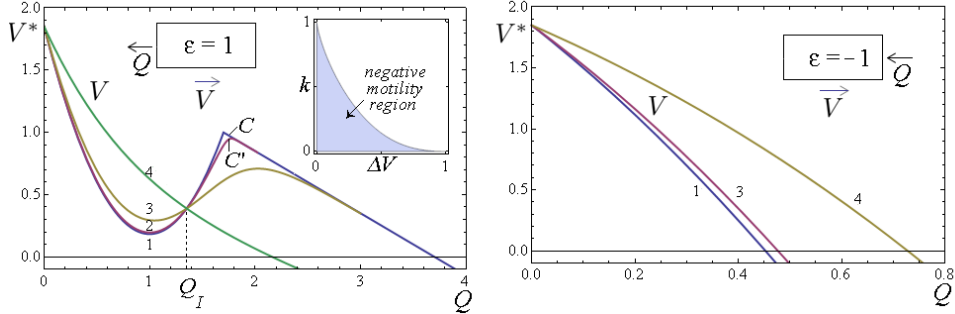 2.0
V*
1.5
1.0
0.5
0.0
0
1
Q_I
2
3
4
Q
V
Q
ε = 1
V
4
3
2
1
C
C'
1
k
0
0
ΔV
1
negative
motility
region
2.0
V*
1.5
1.0
0.5
0.0
0.0
0.2
0.4
0.6
0.8
Q
ε = -1
Q
V
V
1
3
4